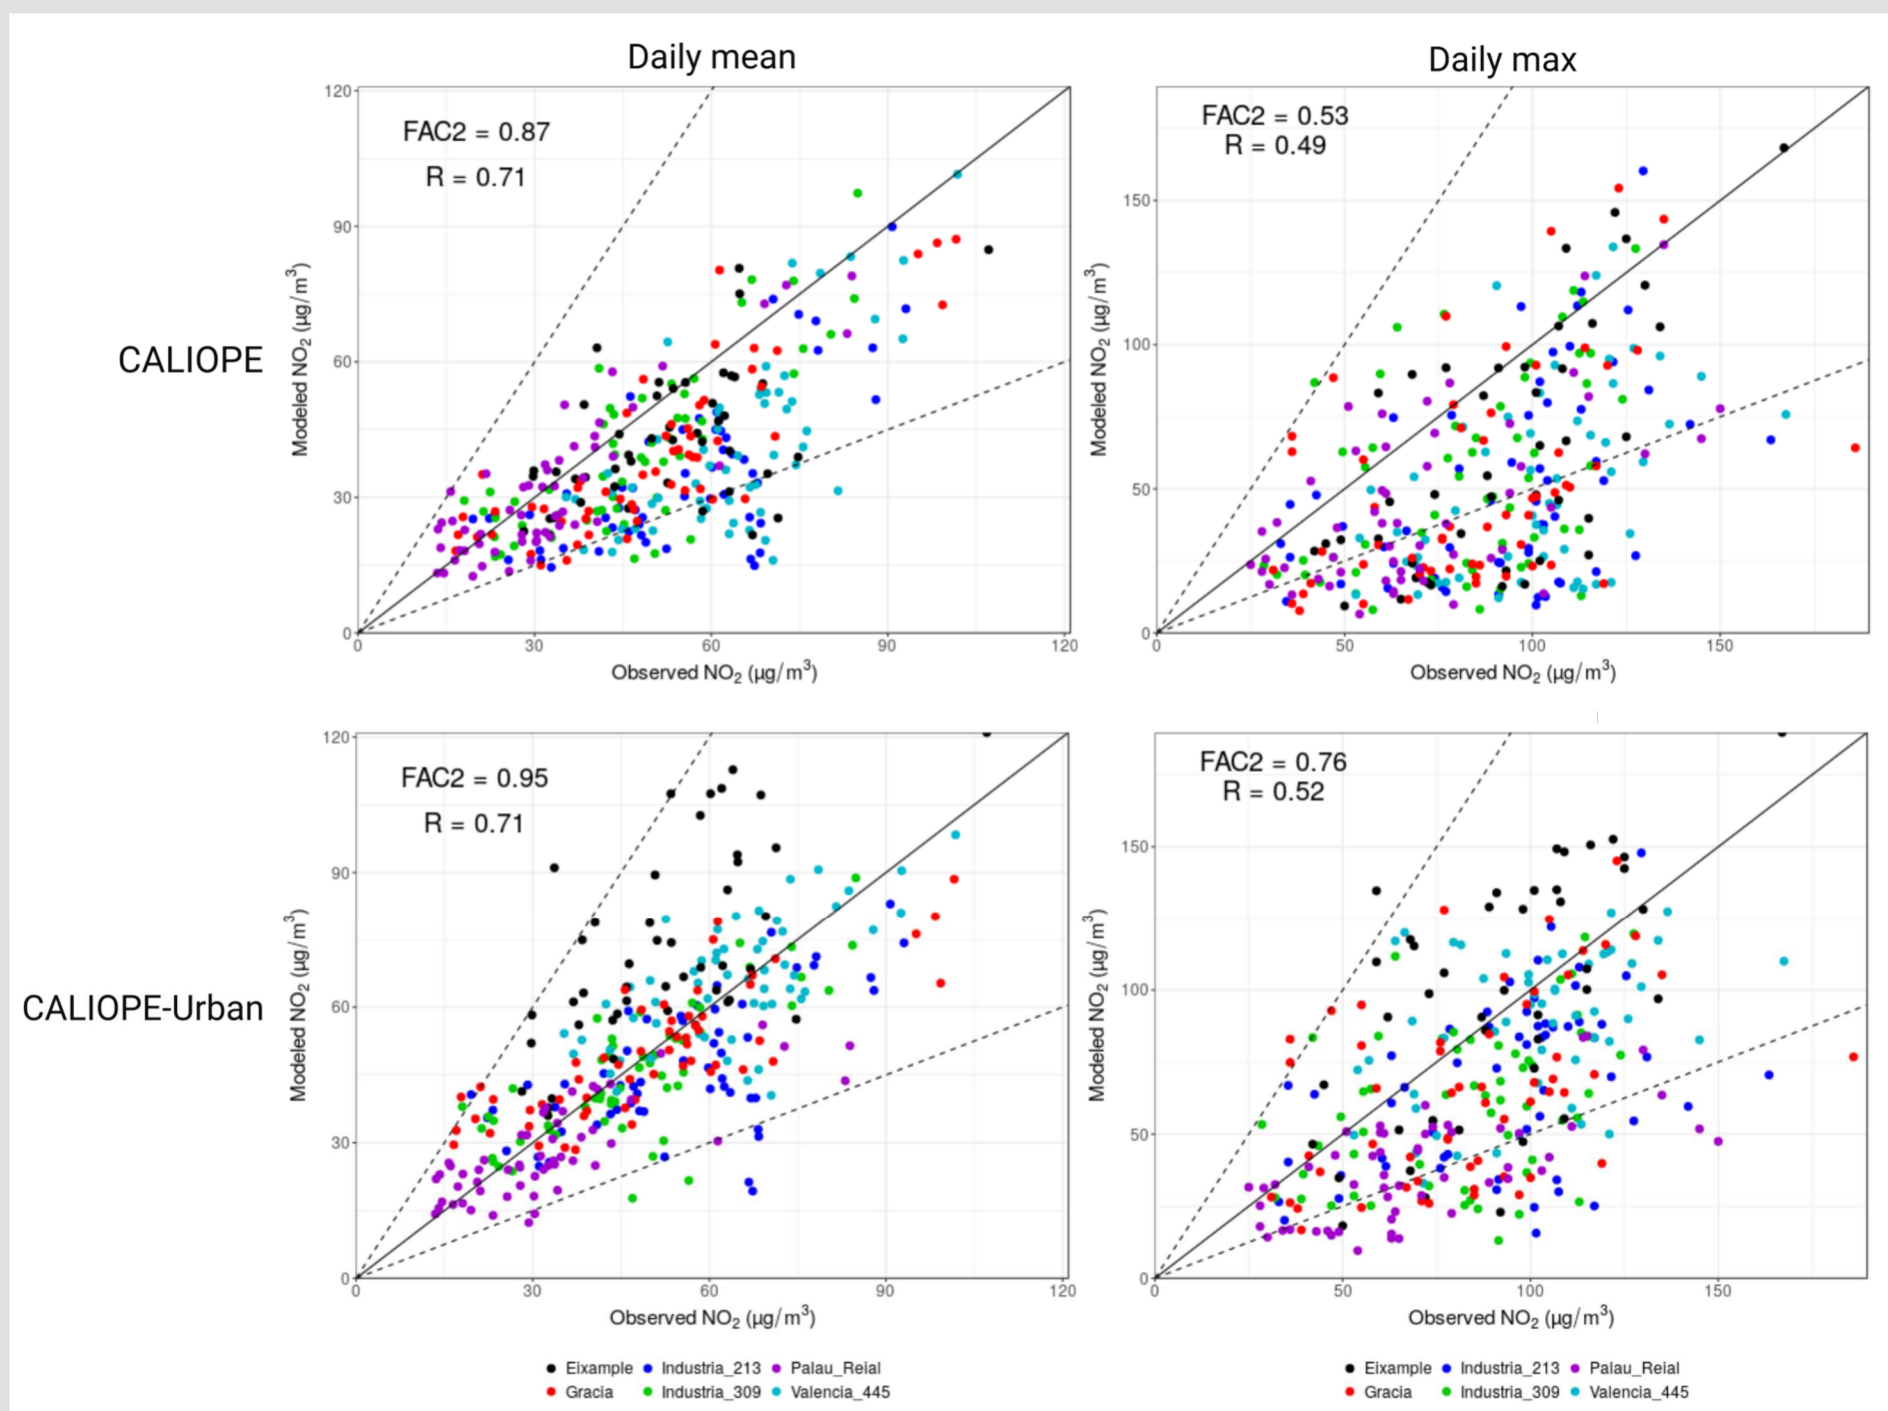 Daily mean
Daily max
CALIOPE
FAC2 = 0.87
R = 0.71
120
90
60
30
0
0 30 60 90 120
Modeled NO₂ (µg/m³)
Observed NO₂ (µg/m³)
FAC2 = 0.53
R = 0.49
150
100
50
0
0 50 100 150
Modeled NO₂ (µg/m³)
Observed NO₂ (µg/m³)
CALIOPE-Urban
FAC2 = 0.95
R = 0.71
120
90
60
30
0
0 30 60 90 120
Modeled NO₂ (µg/m³)
Observed NO₂ (µg/m³)
FAC2 = 0.76
R = 0.52
150
100
50
0
0 50 100 150
Modeled NO₂ (µg/m³)
Observed NO₂ (µg/m³)
Eixample Industria_213 Palau_Reial
Gracia Industria_309 Valencia_445
Eixample Industria_213 Palau_Reial
Gracia Industria_309 Valencia_445